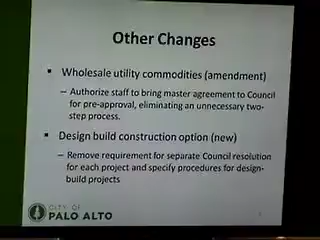 Other Changes
▪ Wholesale utility commodities (amendment)
– Authorize staff to bring master agreement to Council
for pre-approval, eliminating an unnecessary two-
step process.
▪ Design build construction option (new)
– Remove requirement for separate Council resolution
for each project and specify procedures for design-
build projects
CITY OF
PALO ALTO